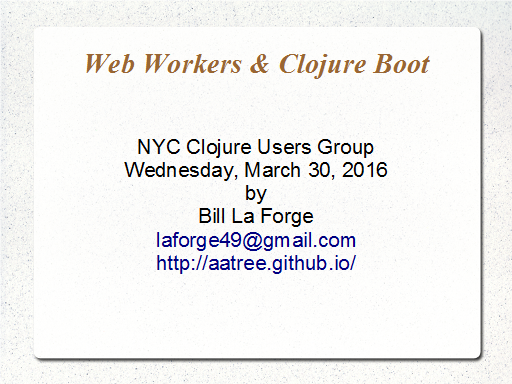 Web Workers & Clojure Boot
NYC Clojure Users Group
Wednesday, March 30, 2016
by
Bill La Forge
laforge49@gmail.com
http://aatree.github.io/